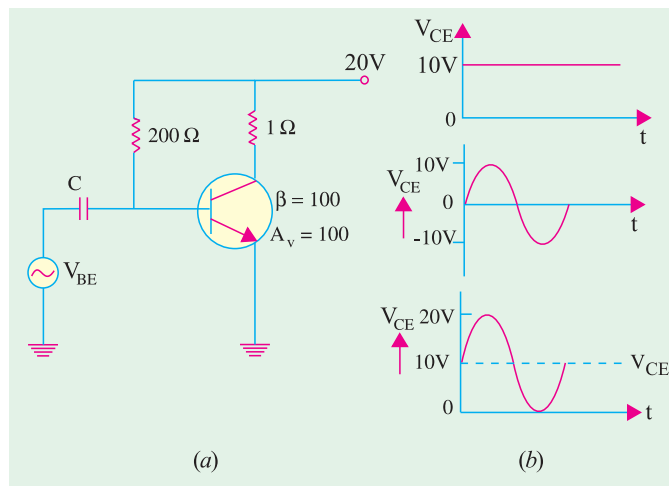 20V
200 Ω
1 Ω
C
β = 100
A_v = 100
V_BE
(a)
V_CE
10V
0
t
10V
V_CE
0
t
-10V
V_CE 20V
10V
V_CE
0
t
(b)